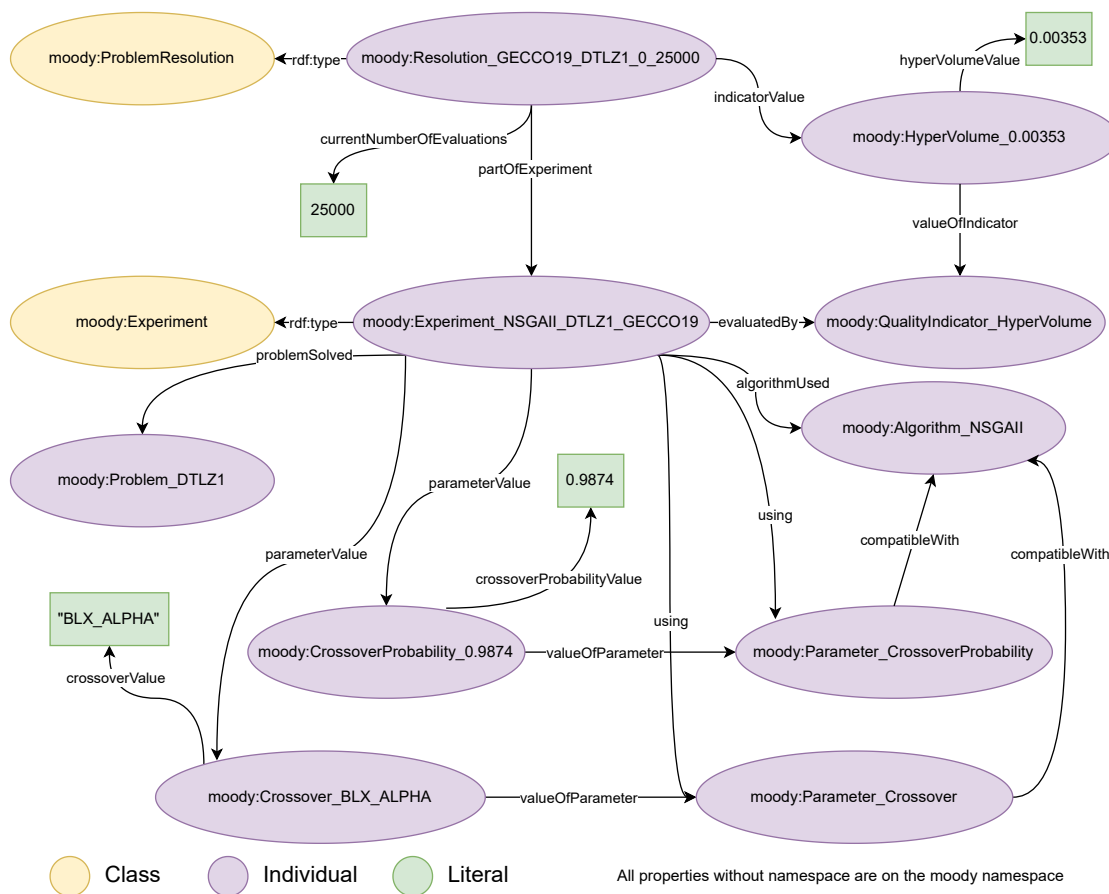 moody:ProblemResolution
rdf:type
moody:Resolution_GECCO19_DTLZ1_0_25000
0.00353
hyperVolumeValue
indicatorValue
moody:HyperVolume_0.00353
currentNumberOfEvaluations
partOfExperiment
25000
valueOfIndicator
moody:Experiment
rdf:type
moody:Experiment_NSGAII_DTLZ1_GECCO19
evaluatedBy
moody:QualityIndicator_HyperVolume
problemSolved
algorithmUsed
moody:Algorithm_NSGAII
moody:Problem_DTLZ1
parameterValue
0.9874
using
compatibleWith
parameterValue
compatibleWith
crossoverProbabilityValue
"BLX_ALPHA"
using
moody:CrossoverProbability_0.9874
valueOfParameter
moody:Parameter_CrossoverProbability
crossoverValue
moody:Crossover_BLX_ALPHA
valueOfParameter
moody:Parameter_Crossover
Class
Individual
Literal
All properties without namespace are on the moody namespace